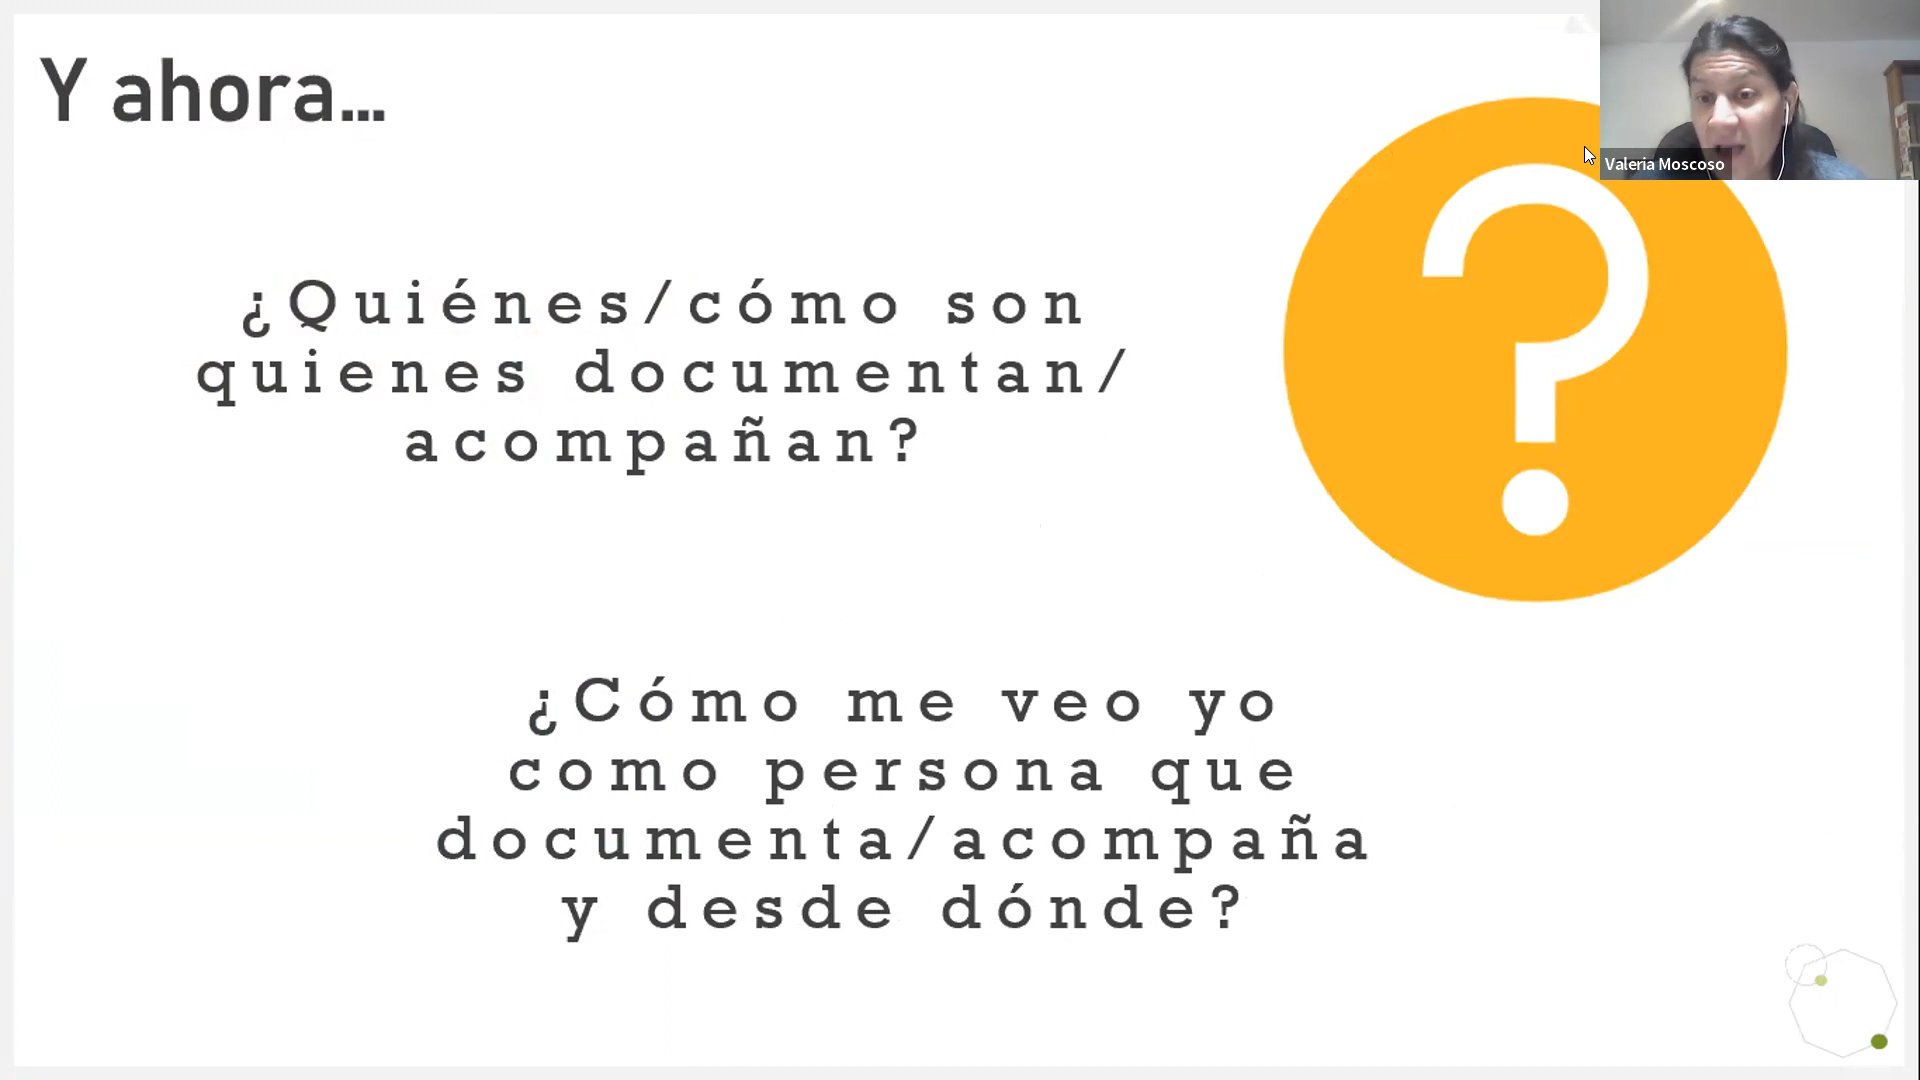 Y ahora...
¿Quiénes/cómo son
quienes documentan/
acompañan?
¿Cómo me veo yo
como persona que
documenta/acompaña
y desde dónde?
Valeria Moscoso